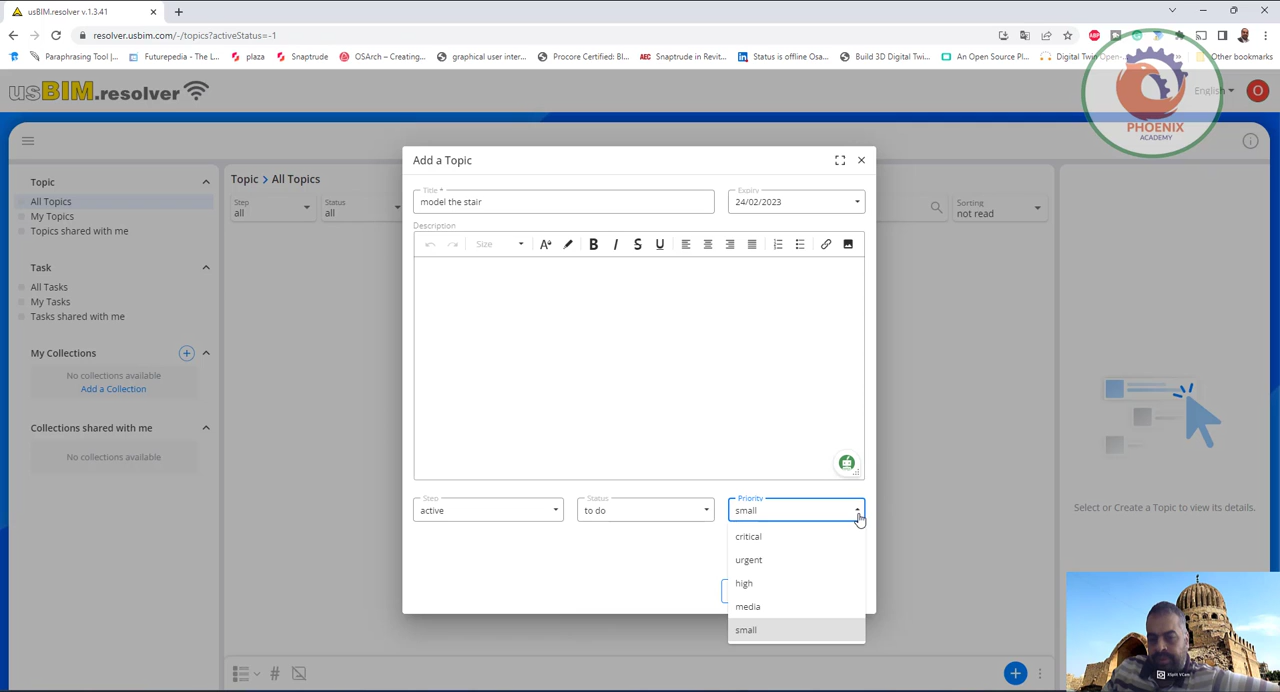 usBIM.resolver v.1.3.41
resolver.usbim.com/-/topics?activeStatus=-1
Paraphrasing Tool |...
Futurepedia - The L...
plaza
Snaptrude
OSArch – Creating...
graphical user inter...
Procore Certified: BI...
AEC Snaptrude in Revit...
Status is offline Osa...
Build 3D Digital Twi...
An Open Source Pl...
Digital Twin Open-...
Other bookmarks
usBIM.resolver
English
O
PHOENIX
ACADEMY
Topic
All Topics
My Topics
Topics shared with me
Task
All Tasks
My Tasks
Tasks shared with me
My Collections
No collections available
Add a Collection
Collections shared with me
No collections available
Topic > All Topics
Step
all
Status
all
Sorting
not read
Add a Topic
Title *
model the stair
Expiry
24/02/2023
Description
Size
B I S U
Step
active
Status
to do
Priority
small
critical
urgent
high
media
small
Select or Create a Topic to view its details.
XSplit VCam